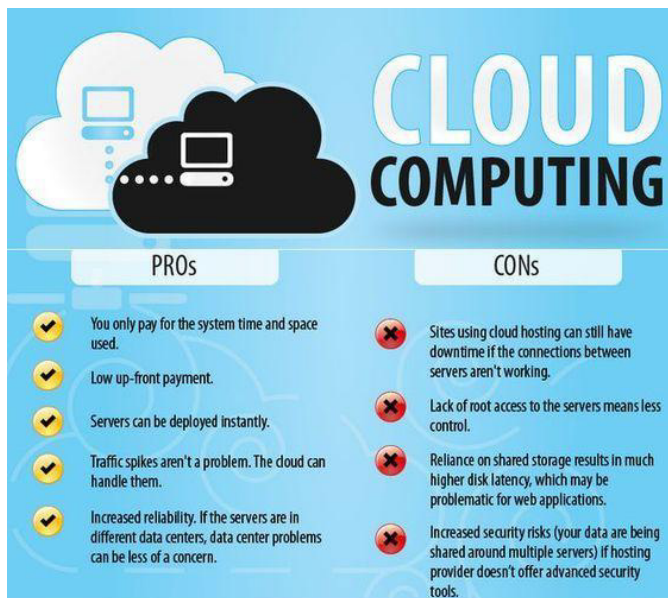 CLOUD
COMPUTING
PROs
You only pay for the system time and space
used.
Low up-front payment.
Servers can be deployed instantly.
Traffic spikes aren't a problem. The cloud can
handle them.
Increased reliability. If the servers are in
different data centers, data center problems
can be less of a concern.
CONs
Sites using cloud hosting can still have
downtime if the connections between
servers aren't working.
Lack of root access to the servers means less
control.
Reliance on shared storage results in much
higher disk latency, which may be
problematic for web applications.
Increased security risks (your data are being
shared around multiple servers) if hosting
provider doesn't offer advanced security
tools.